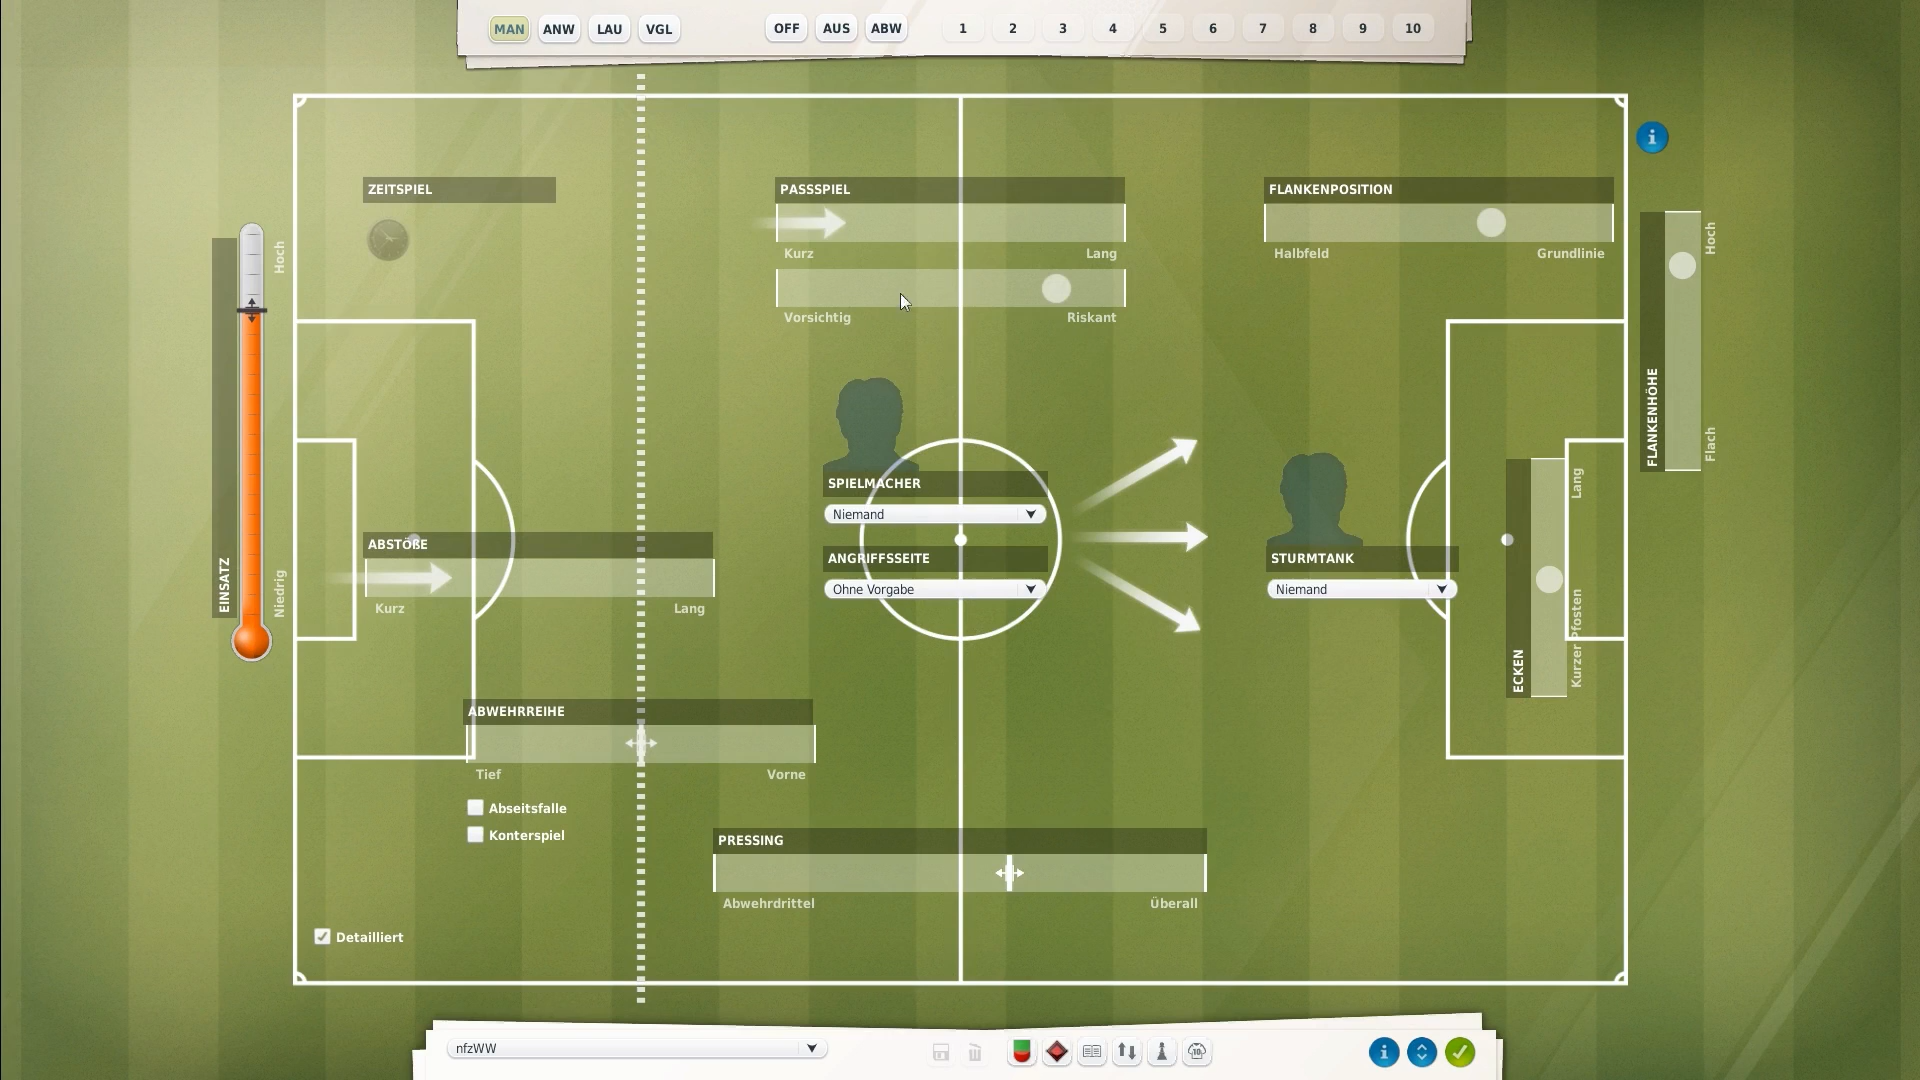 MAN ANW LAU VGL OFF AUS ABW 1 2 3 4 5 6 7 8 9 10
ZEITSPIEL
PASSSPIEL
Kurz Lang
Vorsichtig Riskant
FLANKENPOSITION
Halbfeld Grundlinie
EINSATZ
Hoch
Niedrig
FLANKENHÖHE
Hoch
Flach
SPIELMACHER
Niemand
ANGRIFFSSEITE
Ohne Vorgabe
STURMTANK
Niemand
ECKEN
Lang
Kurzer Pfosten
ABSTÖßE
Kurz Lang
ABWEHRREIHE
Tief Vorne
Abseitsfalle
Konterspiel
PRESSING
Abwehrdrittel Überall
Detailliert
nfzWW
10